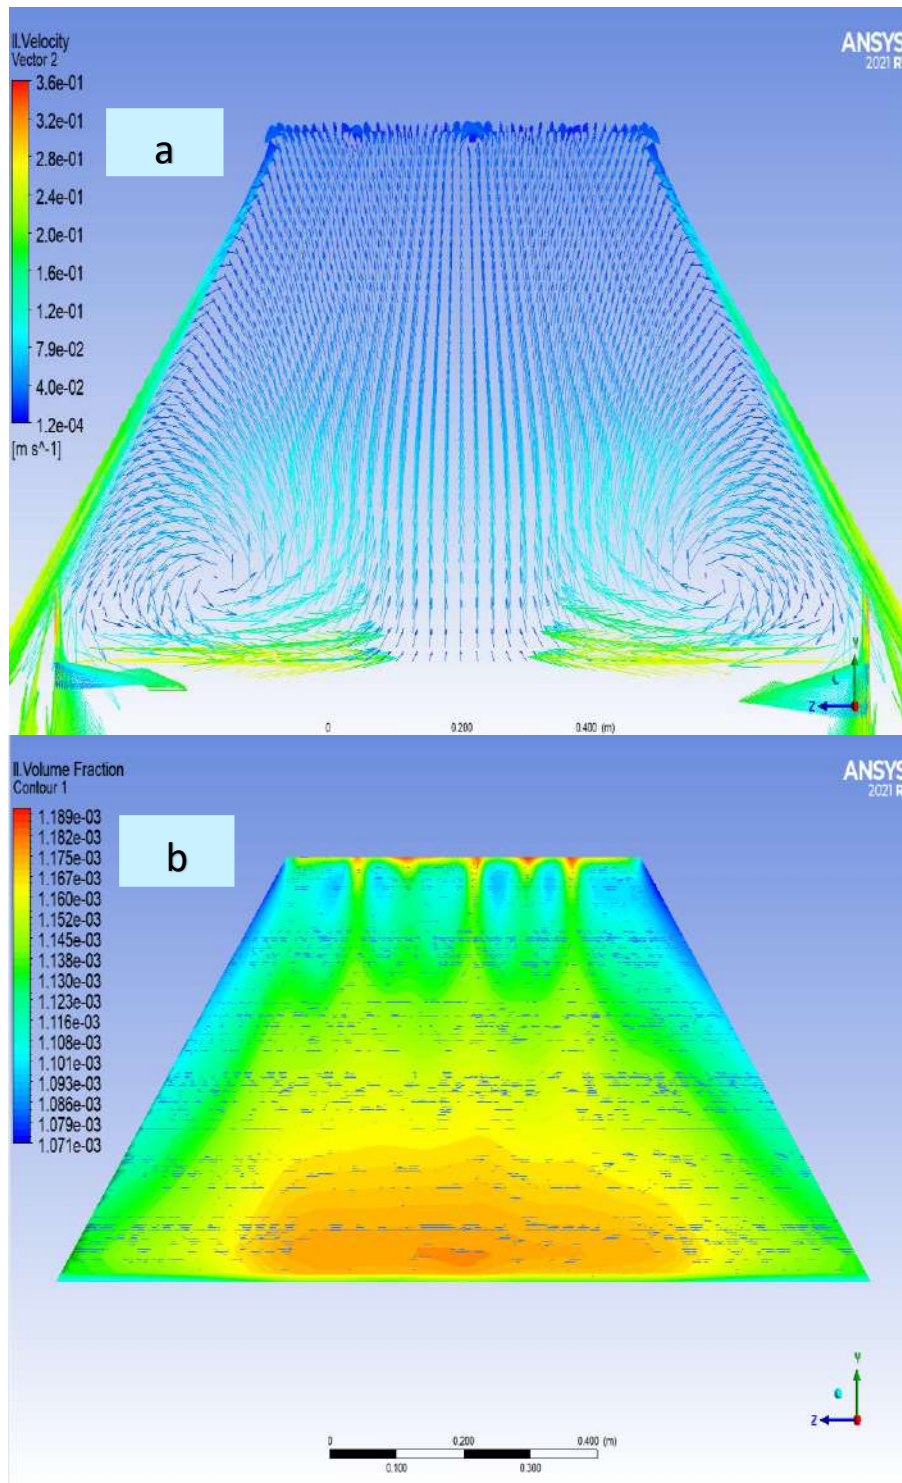 II.Velocity
Vector 2
ANSYS
2021 R
3.6e-01
3.2e-01
2.8e-01
2.4e-01
2.0e-01
1.6e-01
1.2e-01
7.9e-02
4.0e-02
1.2e-04
[m s^-1]
a
Y
Z
0 0.200 0.400 (m)
II.Volume Fraction
Contour 1
ANSYS
2021 R
1.189e-03
1.182e-03
1.175e-03
1.167e-03
1.160e-03
1.152e-03
1.145e-03
1.138e-03
1.130e-03
1.123e-03
1.116e-03
1.108e-03
1.101e-03
1.093e-03
1.086e-03
1.079e-03
1.071e-03
b
Y
Z
0 0.200 0.400 (m)
0.100 0.300